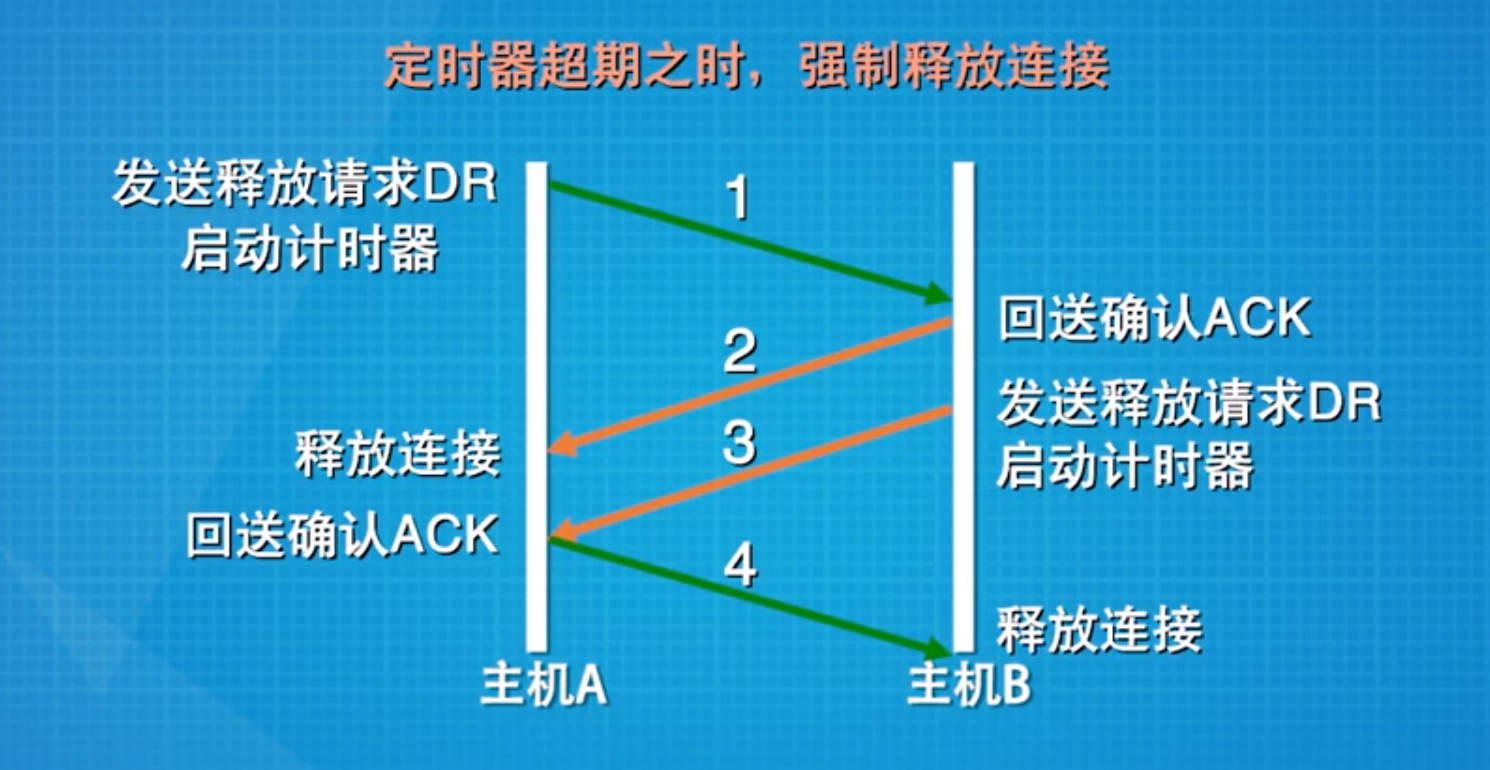 定时器超期之时，强制释放连接
发送释放请求DR
启动计时器
1
回送确认ACK
2
发送释放请求DR
启动计时器
3
释放连接
回送确认ACK
4
释放连接
主机A
主机B